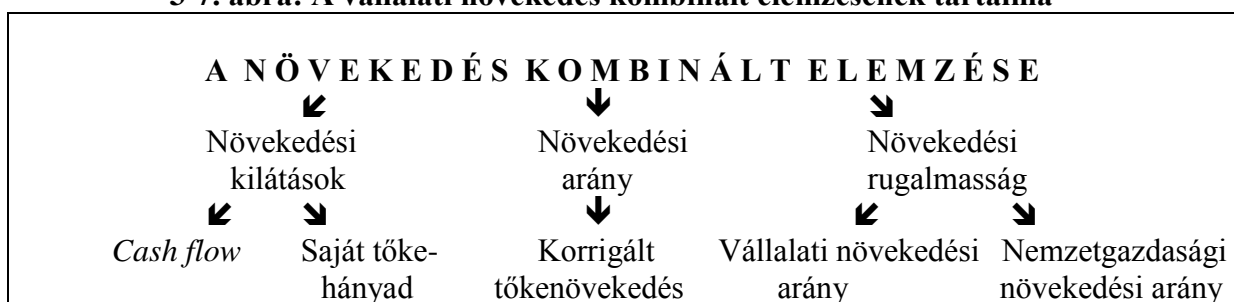 3-7. ábra: A vállalati növekedés kombinált elemzésének tartalma
A N Ö V E K E D É S K O M B I N Á L T E L E M Z É S E
Növekedési Növekedési Növekedési
kilátások arány rugalmasság
Cash flow Saját tőke- Korrigált Vállalati növekedési Nemzetgazdasági
hányad tőkenövekedés arány növekedési arány